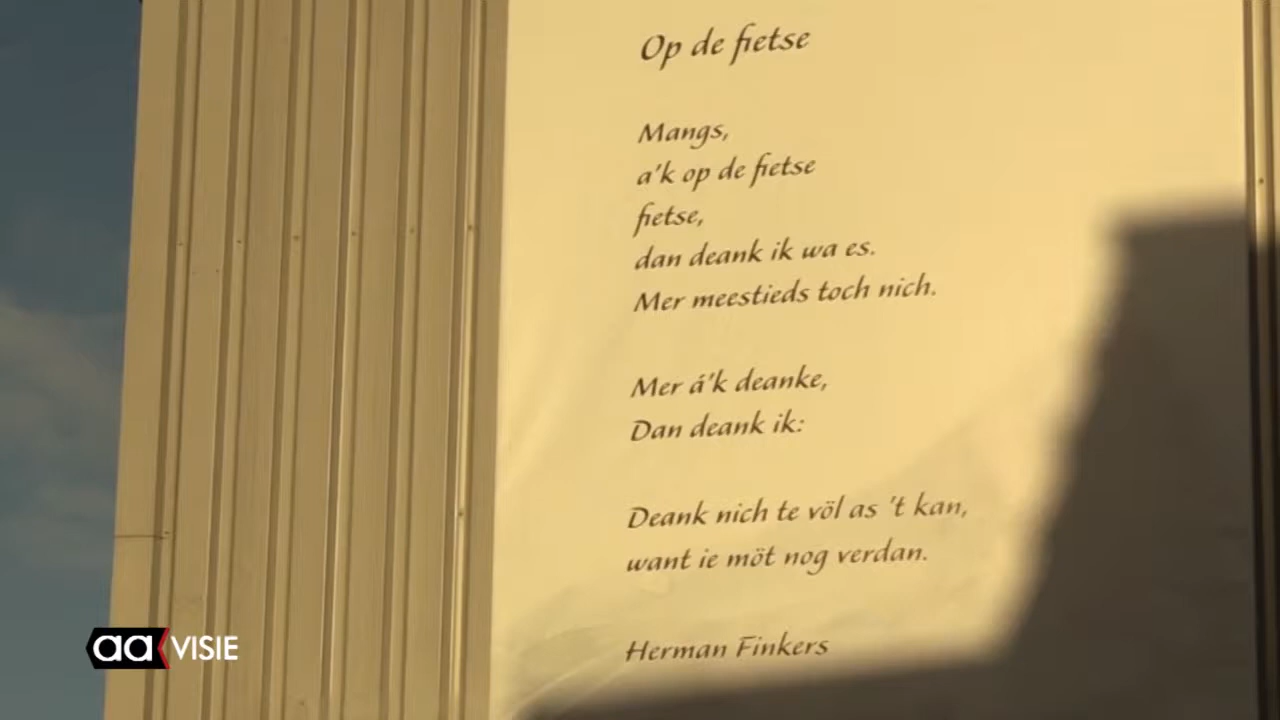 Op de fietse
Mangs,
a'k op de fietse
fietse,
dan deank ik wa es.
Mer meestieds toch nich.
Mer á'k deanke,
Dan deank ik:
Deank nich te völ as 't kan,
want ie möt nog verdan.
Herman Finkers
aa VISIE